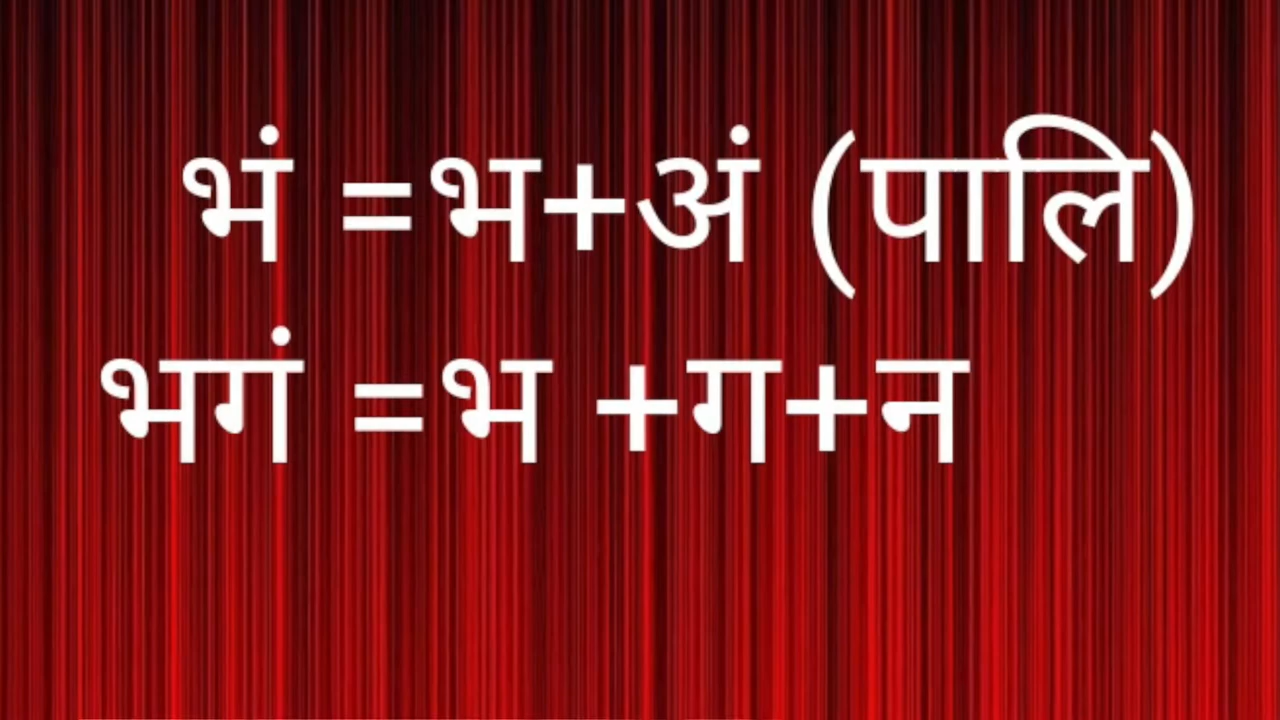 भं =भ+अं (पालि)
भगं =भ +ग+न